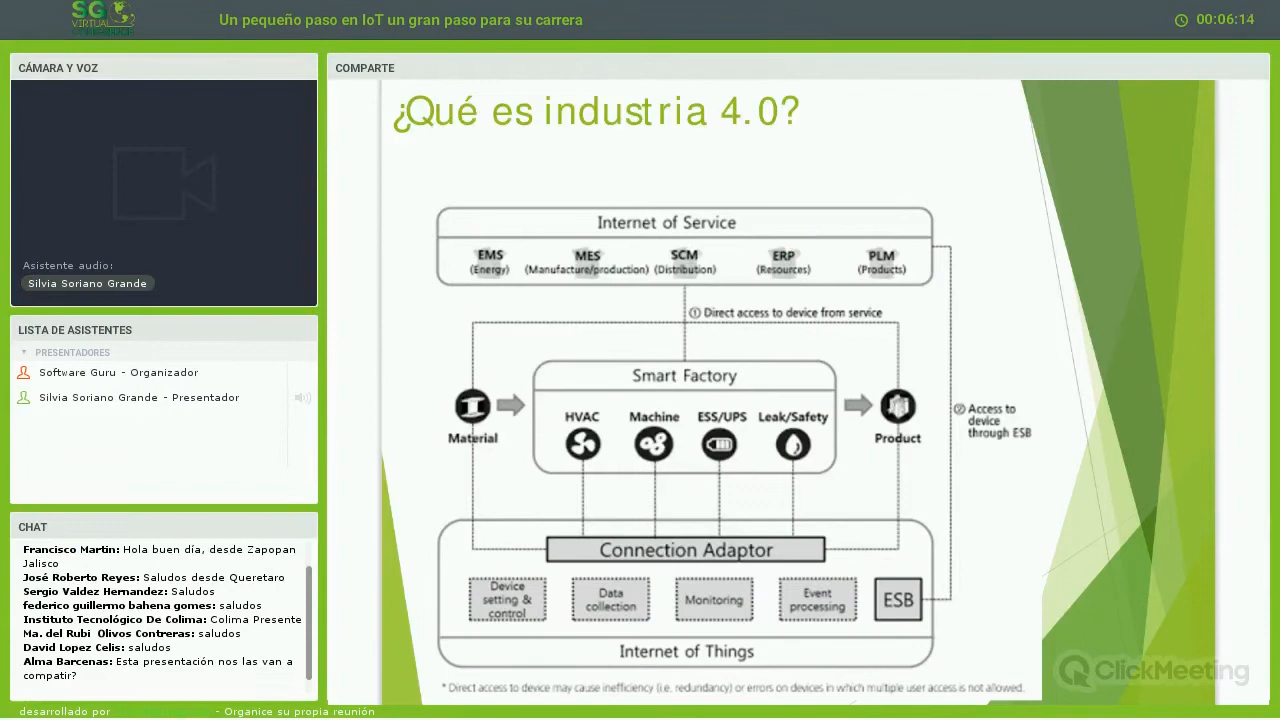 SG
VIRTUAL
Un pequeño paso en IoT un gran paso para su carrera
00:06:14
CÁMARA Y VOZ
Asistente audio:
Silvia Soriano Grande
LISTA DE ASISTENTES
PRESENTADORES
Software Guru - Organizador
Silvia Soriano Grande - Presentador
CHAT
Francisco Martin: Hola buen día, desde Zapopan
Jalisco
José Roberto Reyes: Saludos desde Queretaro
Sergio Valdez Hernandez: Saludos
federico guillermo bahena gomes: saludos
Instituto Tecnológico De Colima: Colima Presente
Ma. del Rubi Olivos Contreras: saludos
David Lopez Celis: saludos
Alma Barcenas: Esta presentación nos las van a
compatir?
COMPARTE
¿Qué es industria 4.0?
Internet of Service
EMS
(Energy)
MES
(Manufacture/production)
SCM
(Distribution)
ERP
(Resources)
PLM
(Products)
① Direct access to device from service
Smart Factory
HVAC
Machine
ESS/UPS
Leak/Safety
Material
Product
② Access to
device
through ESB
Connection Adaptor
Device
setting &
control
Data
collection
Monitoring
Event
processing
ESB
Internet of Things
* Direct access to device may cause inefficiency (i.e, redundancy) or errors on devices in which multiple user access is not allowed.
ClickMeeting
desarrollado por
- Organice su propia reunión